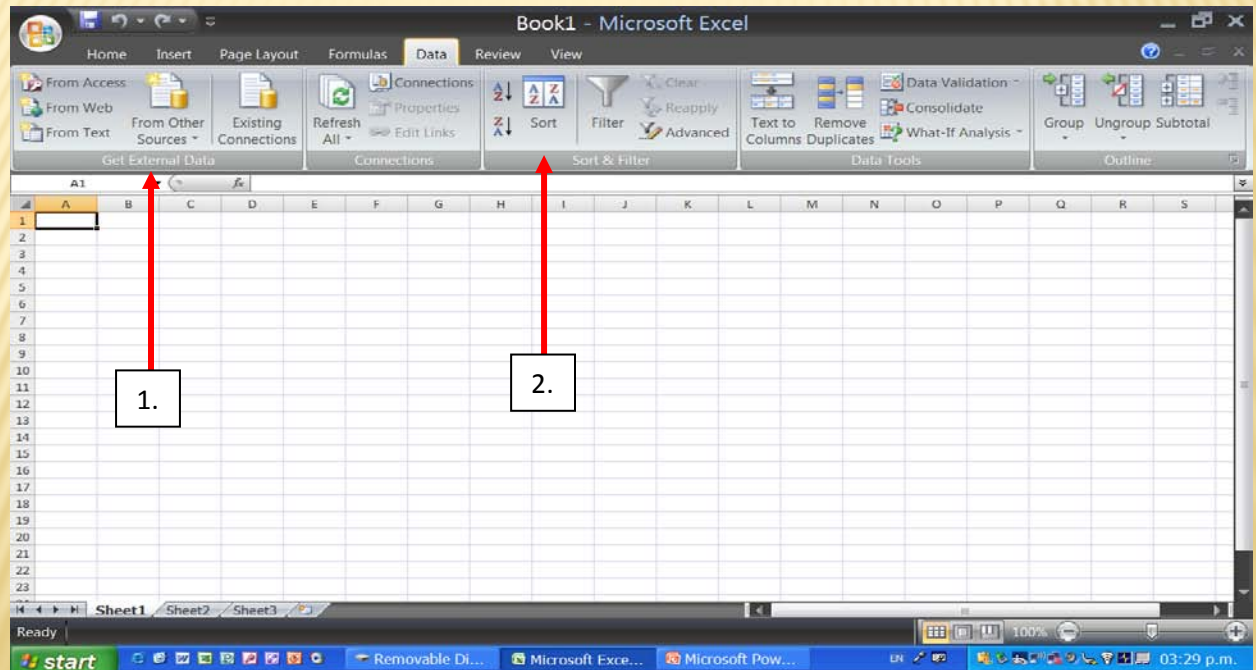 Book1 - Microsoft Excel
Home Insert Page Layout Formulas Data Review View
From Access
From Web
From Text
From Other Sources
Existing Connections
Get External Data
Refresh All
Connections
Properties
Edit Links
Connections
Sort
Filter
Clear
Reapply
Advanced
Sort & Filter
Text to Columns
Remove Duplicates
Data Validation
Consolidate
What-If Analysis
Data Tools
Group
Ungroup
Subtotal
Outline
A1 fx
A B C D E F G H I J K L M N O P Q R S
1
2
3
4
5
6
7
8
9
10
11
12
13
14
15
16
17
18
19
20
21
22
23
1.
2.
Sheet1 Sheet2 Sheet3
Ready 100%
start Removable Di... Microsoft Exce... Microsoft Pow... EN 03:29 p.m.